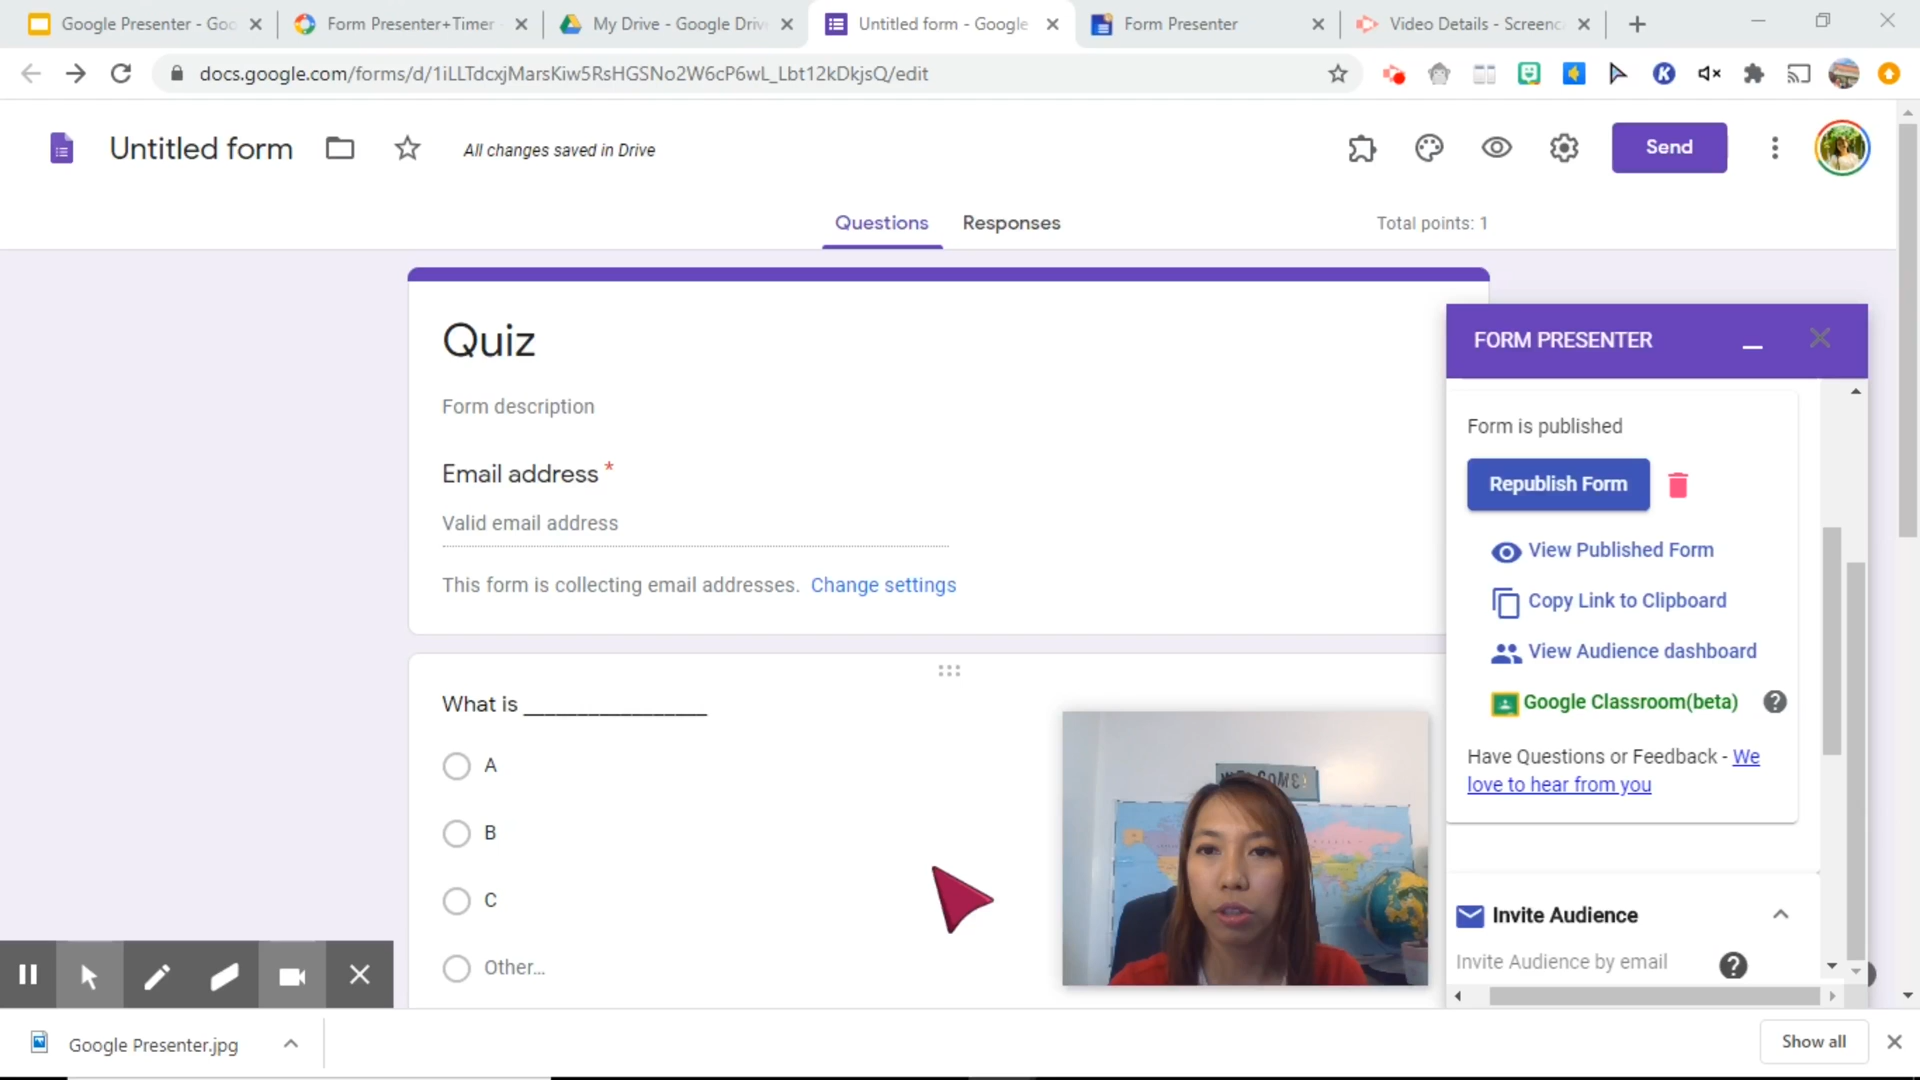 Google Presenter - Goo
Form Presenter+Timer
My Drive - Google Driv
Untitled form - Google
Form Presenter
Video Details - Screenc
docs.google.com/forms/d/1iLLTdcxjMarsKiw5RsHGSNo2W6cP6wL_Lbt12kDkjsQ/edit
Untitled form
All changes saved in Drive
Send
Questions
Responses
Total points: 1
Quiz
Form description
Email address *
Valid email address
This form is collecting email addresses. Change settings
What is _________________
A
B
C
Other...
FORM PRESENTER
Form is published
Republish Form
View Published Form
Copy Link to Clipboard
View Audience dashboard
Google Classroom(beta)
Have Questions or Feedback - We
love to hear from you
Invite Audience
Invite Audience by email
Google Presenter.jpg
Show all